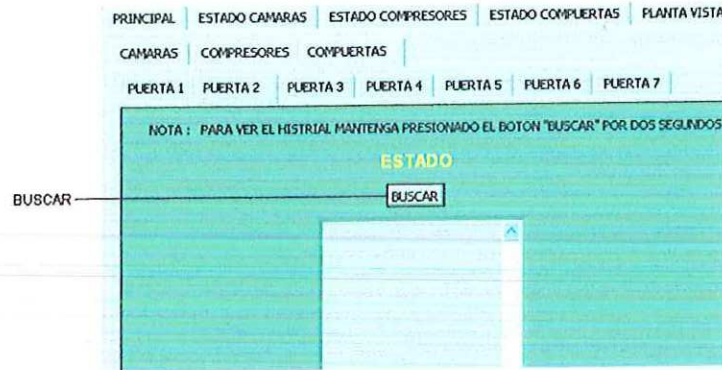 PRINCIPAL ESTADO CAMARAS ESTADO COMPRESORES ESTADO COMPUERTAS PLANTA VISTA
CAMARAS COMPRESORES COMPUERTAS
PUERTA 1 PUERTA 2 PUERTA 3 PUERTA 4 PUERTA 5 PUERTA 6 PUERTA 7
NOTA : PARA VER EL HISTRIAL MANTENGA PRESIONADO EL BOTON "BUSCAR" POR DOS SEGUNDOS
ESTADO
BUSCAR BUSCAR